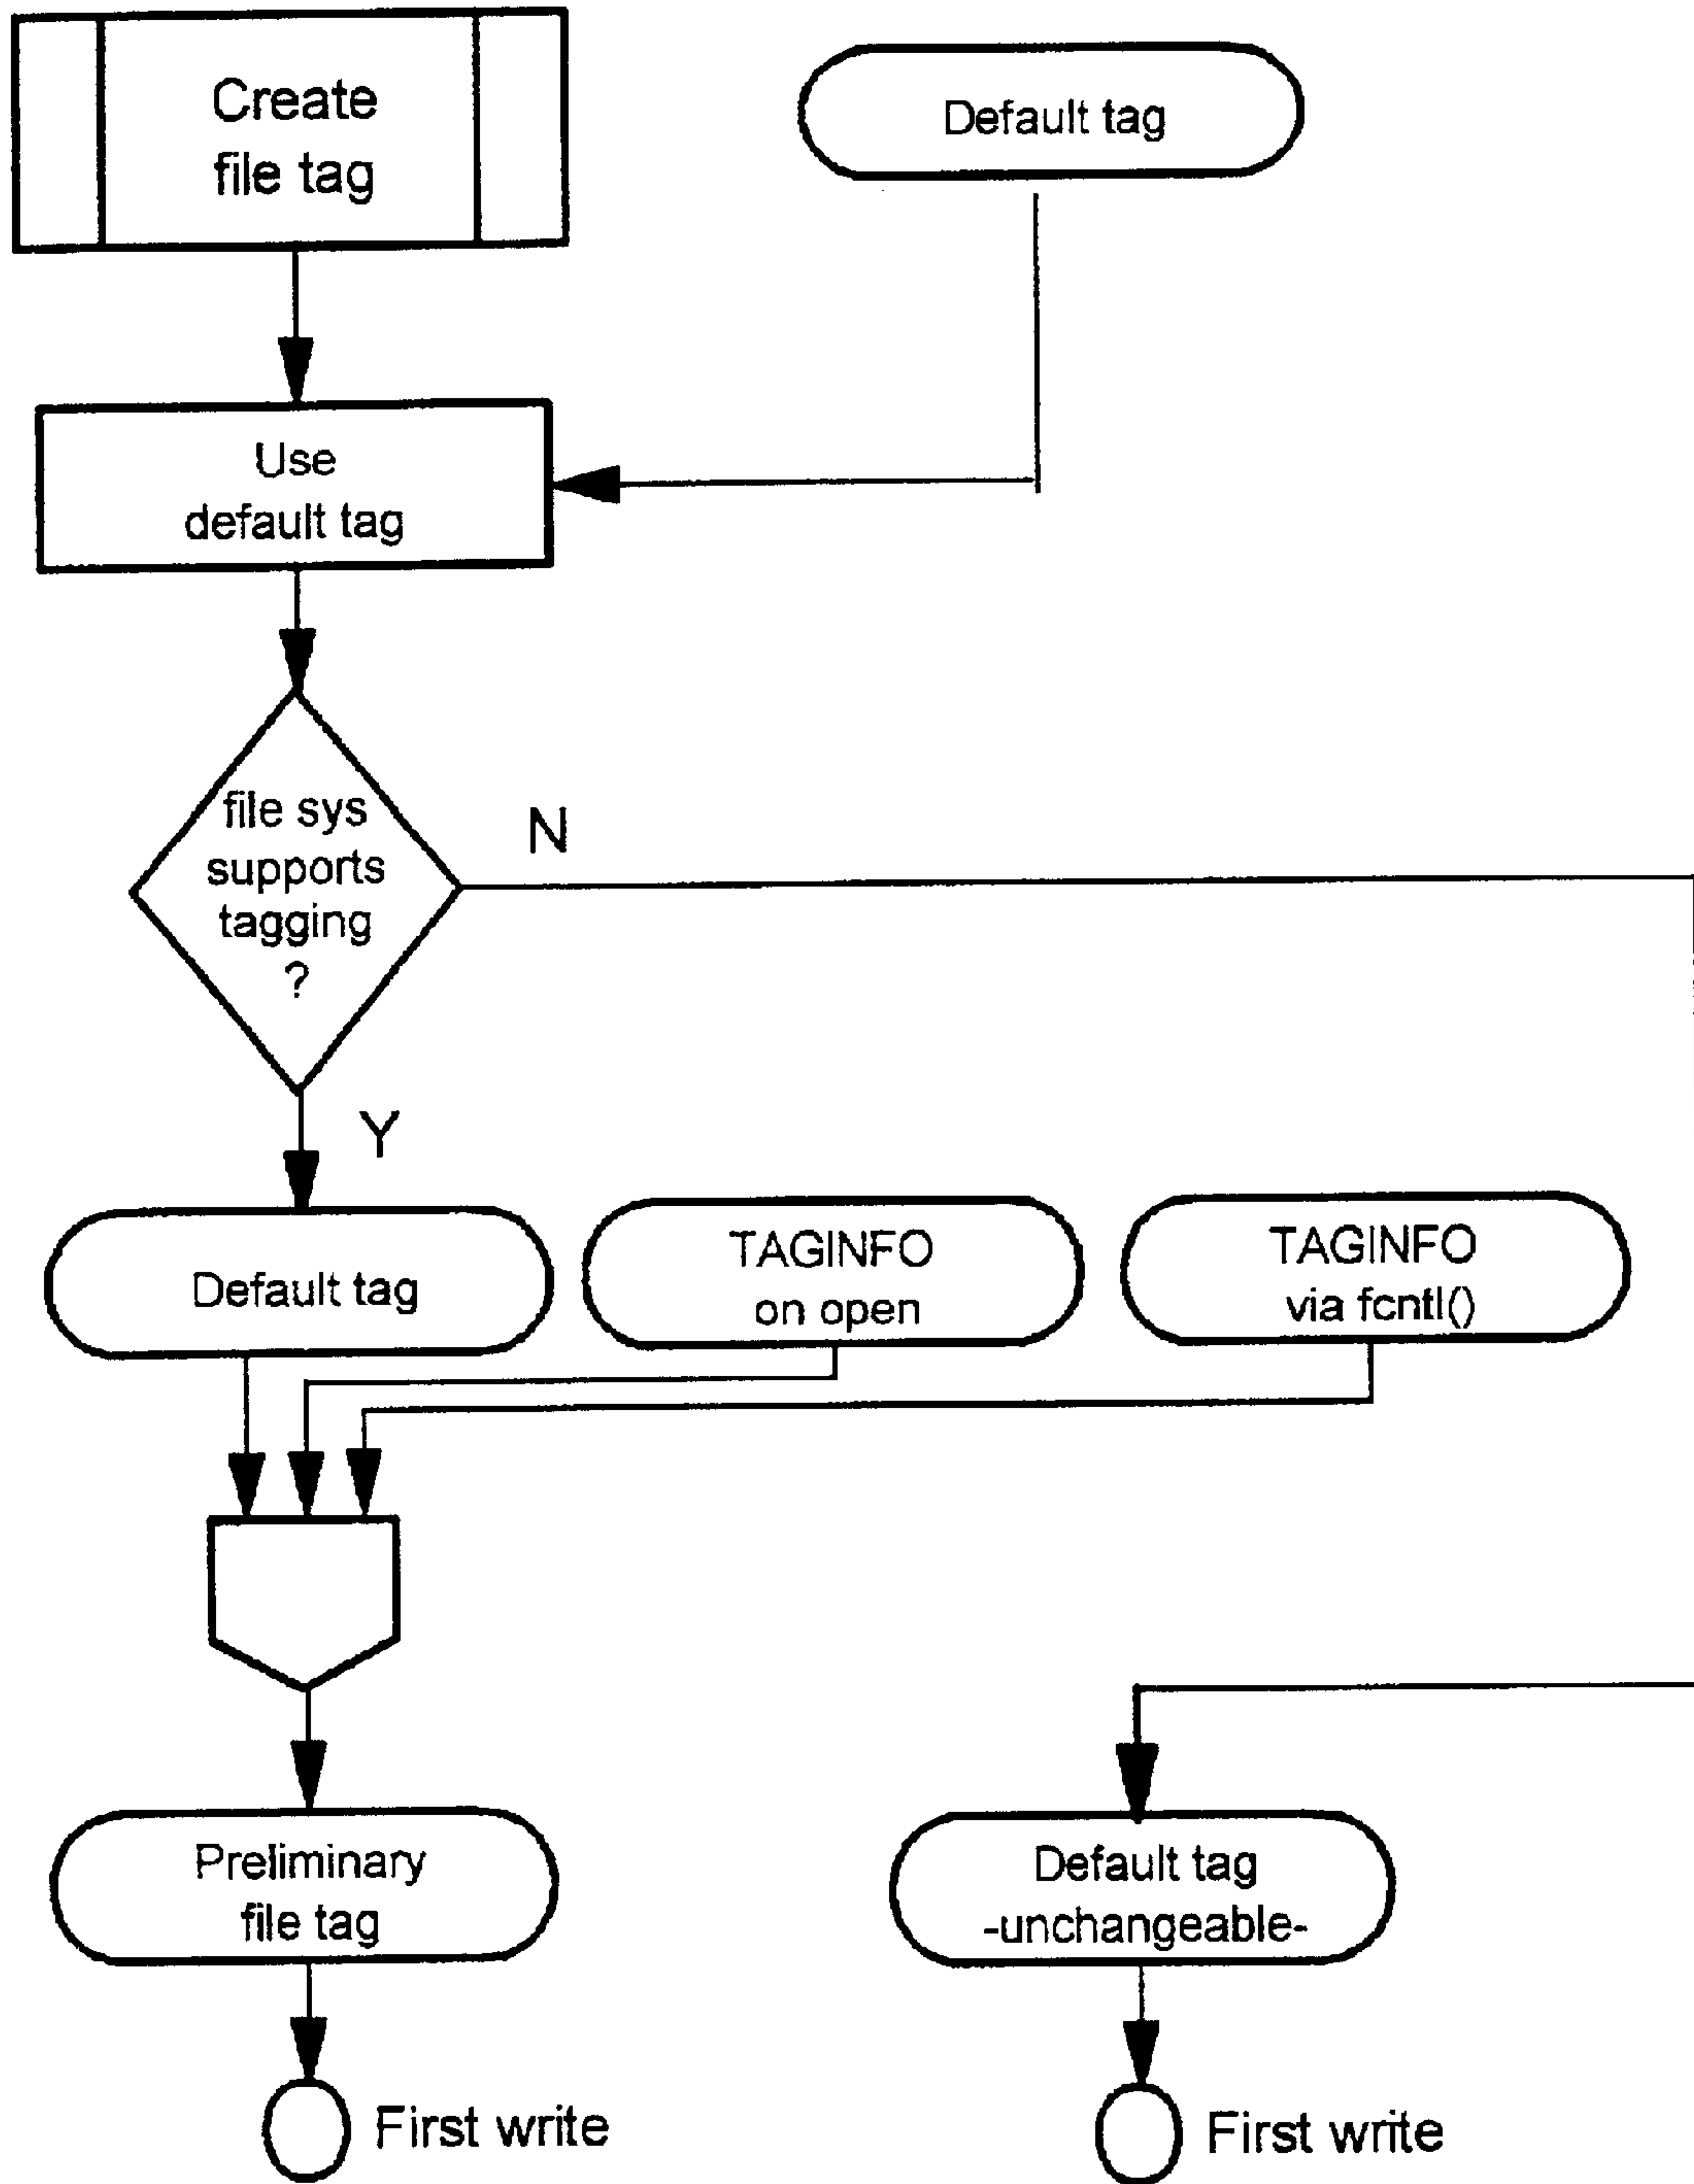 Create
file tag
Default tag
Use
default tag
file sys
supports
tagging
?
N
Y
Default tag
TAGINFO
on open
TAGINFO
via fcntl()
Preliminary
file tag
Default tag
-unchangeable-
First write
First write